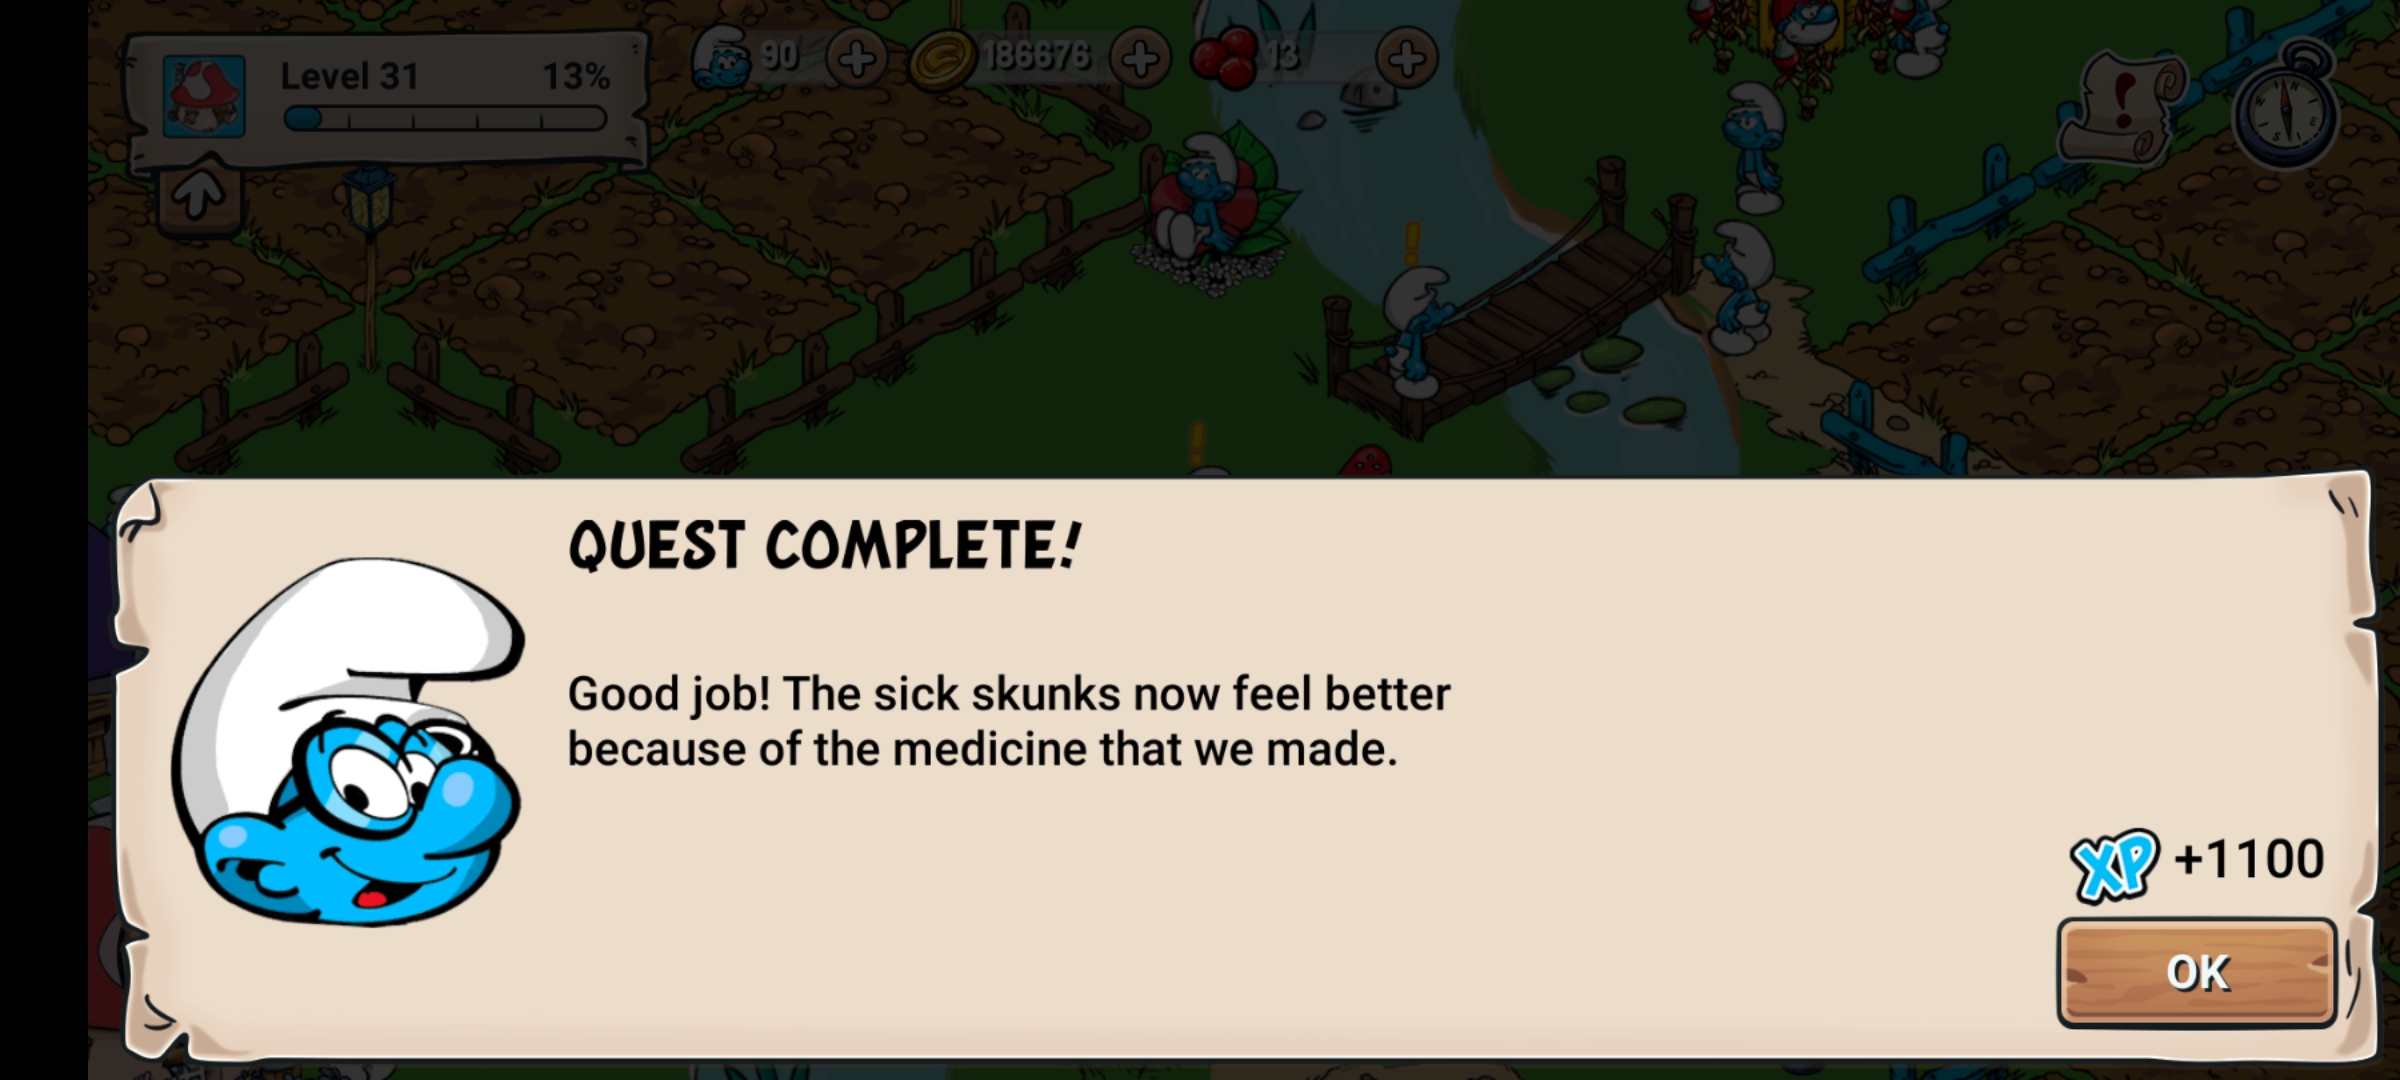 Level 31 13%
90
186676
13
QUEST COMPLETE!
Good job! The sick skunks now feel better
because of the medicine that we made.
XP +1100
OK